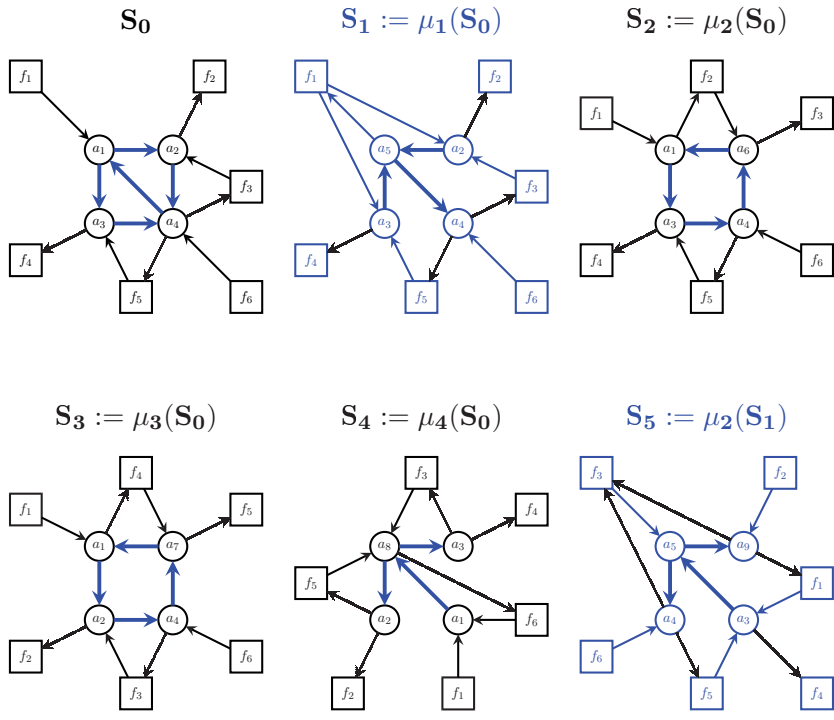 S₀ S₁ := μ₁(S₀) S₂ := μ₂(S₀)
f₁ f₂ f₁ f₂ f₂
f₁ f₃
a₁ a₂ a₅ a₂ a₁ a₆
f₃ f₃
a₃ a₄ a₃ a₄ a₃ a₄
f₄ f₄ f₄
f₅ f₆ f₅ f₆ f₅ f₆
S₃ := μ₃(S₀) S₄ := μ₄(S₀) S₅ := μ₂(S₁)
f₄ f₃ f₃ f₂
f₁ f₅ f₄
a₁ a₇ a₈ a₃ a₅ a₉
f₅ f₁
a₂ a₄ a₂ a₁ f₆ a₄ a₃
f₂ f₆ f₆
f₃ f₂ f₁ f₅ f₄